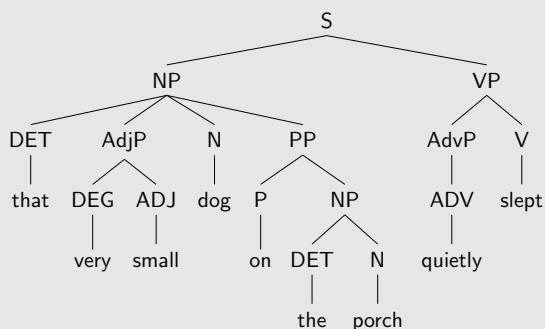 S
NP VP
DET AdjP N PP AdvP V
that DEG ADJ dog P NP ADV slept
very small on DET N quietly
the porch